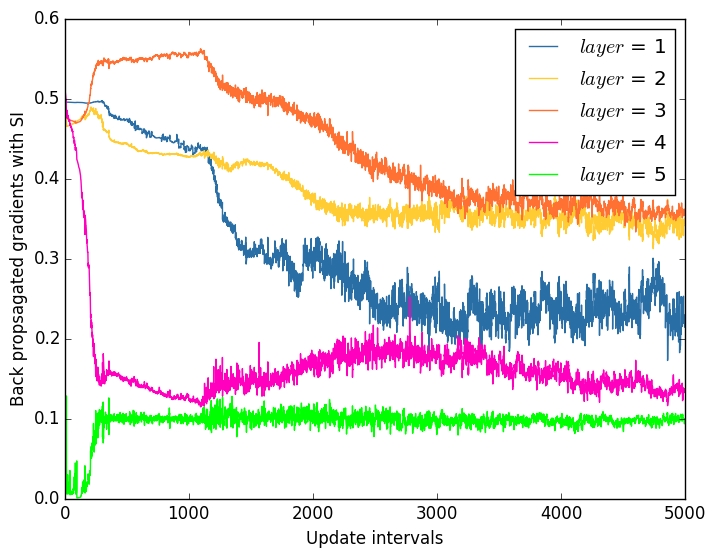 0.6
0.5
0.4
0.3
0.2
0.1
0.0
Back propsagated gradients with SI
0 1000 2000 3000 4000 5000
Update intervals
layer = 1
layer = 2
layer = 3
layer = 4
layer = 5